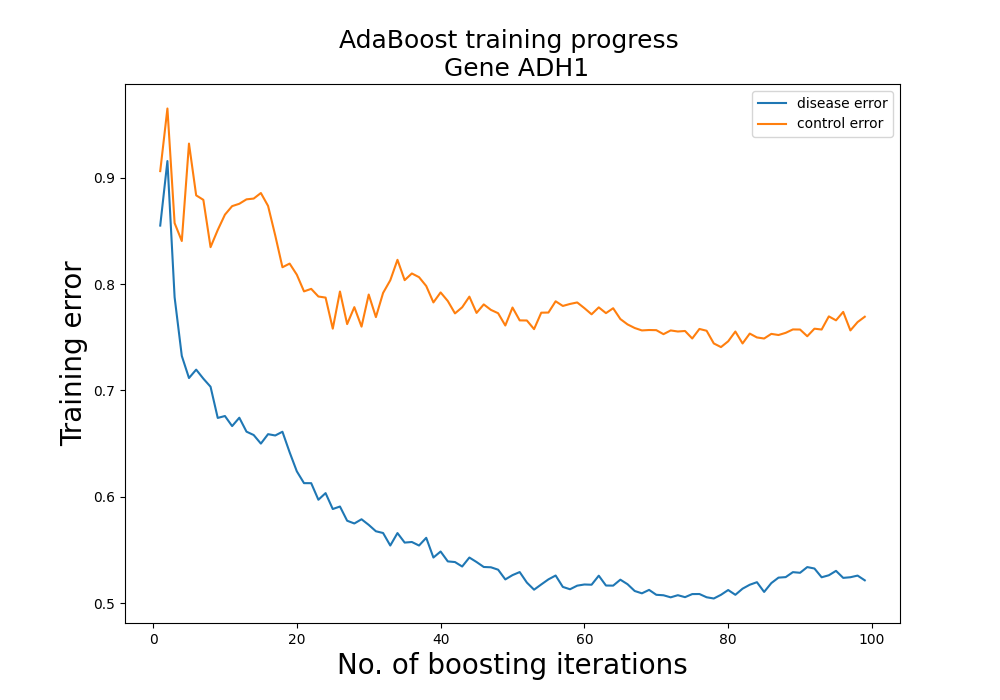 AdaBoost training progress
Gene ADH1
disease error
control error
Training error
0.9
0.8
0.7
0.6
0.5
0 20 40 60 80 100
No. of boosting iterations